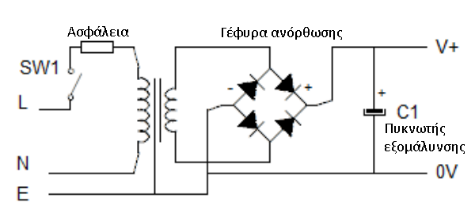 Ασφάλεια
Γέφυρα ανόρθωσης
SW1
V+
- +
L
+
C1
Πυκνωτής
εξομάλυνσης
N
0V
E